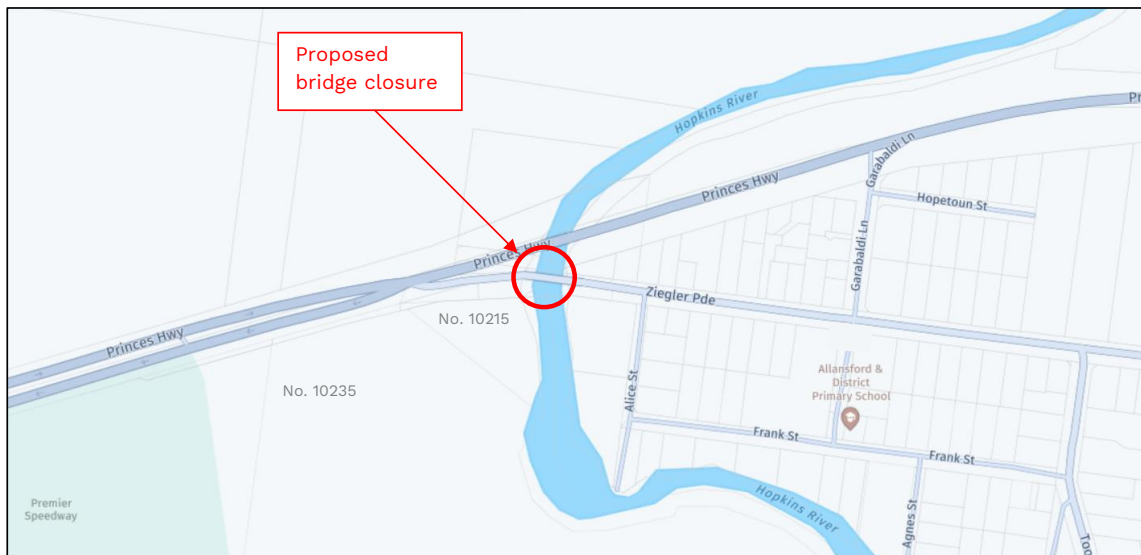 Proposed
bridge closure
Hopkins River
Pr
Garabaldi Ln
Princes Hwy
Hopetoun St
Princes Hwy
Garabaldi Ln
Ziegler Pde
No. 10215
Princes Hwy
Allansford &
District
Primary School
No. 10235
Alice St
Frank St
Frank St
Premier
Speedway
Hopkins River
Agnes St
Too